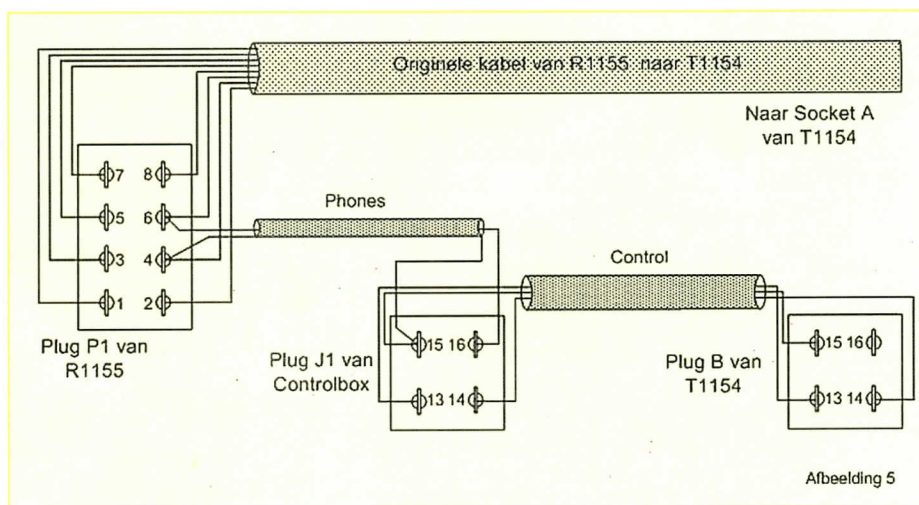 Originele kabel van R1155 naar T1154
Naar Socket A
van T1154
7 8
5 6
3 4
1 2
Plug P1 van
R1155
Phones
Control
15 16
13 14
Plug J1 van
Controlbox
15 16
13 14
Plug B van
T1154
Afbeelding 5